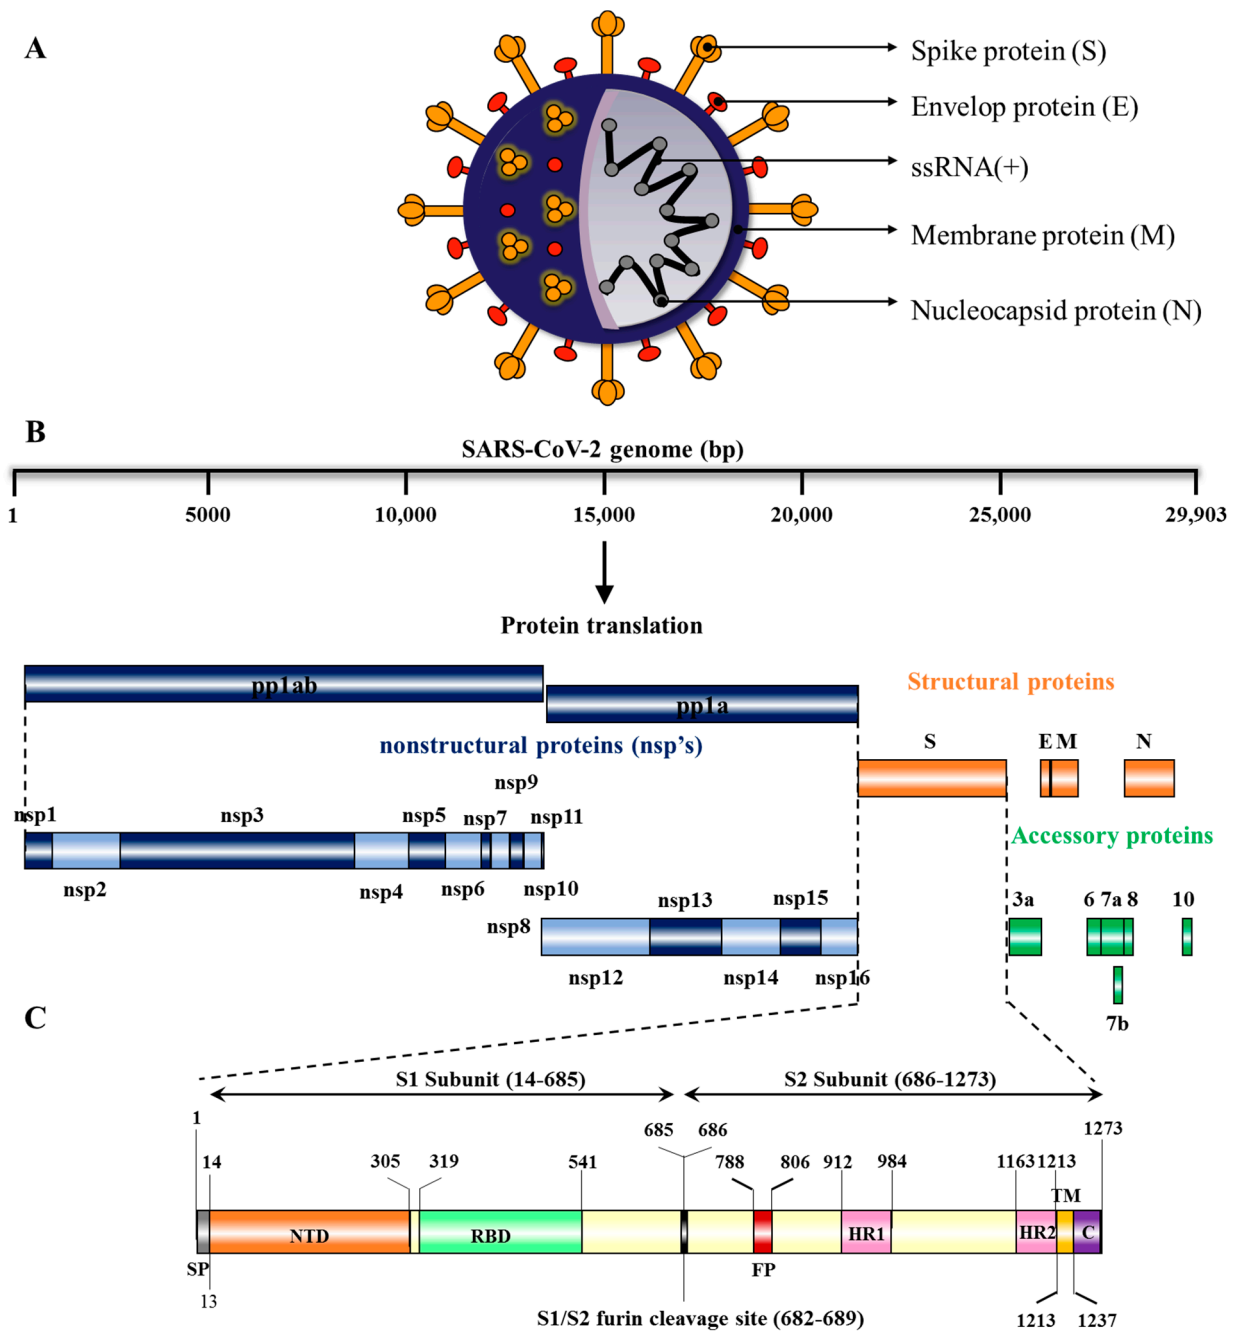 A
Spike protein (S)
Envelop protein (E)
ssRNA(+)
Membrane protein (M)
Nucleocapsid protein (N)
B
SARS-CoV-2 genome (bp)
1 5000 10,000 15,000 20,000 25,000 29,903
Protein translation
pp1ab
pp1a
Structural proteins
nonstructural proteins (nsp's)
S E M N
nsp9
nsp1 nsp3 nsp5 nsp7 nsp11
Accessory proteins
nsp2 nsp4 nsp6 nsp10
nsp8 nsp13 nsp15
3a 6 7a 8 10
nsp12 nsp14 nsp16
7b
C
S1 Subunit (14-685) S2 Subunit (686-1273)
1 685 686 1273
14 305 319 541 788 806 912 984 1163 1213
TM
NTD RBD HR1 HR2 C
SP FP
13
S1/S2 furin cleavage site (682-689) 1213 1237